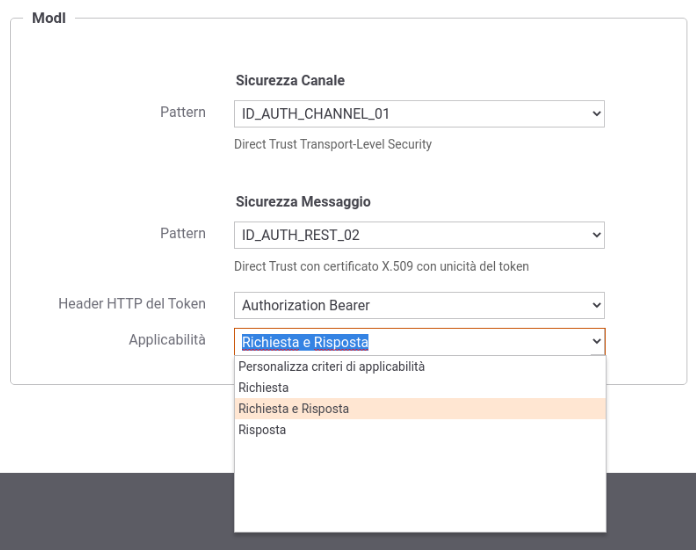 ModI
Sicurezza Canale
Pattern
ID_AUTH_CHANNEL_01
Direct Trust Transport-Level Security
Sicurezza Messaggio
Pattern
ID_AUTH_REST_02
Direct Trust con certificato X.509 con unicità del token
Header HTTP del Token
Authorization Bearer
Applicabilità
Richiesta e Risposta
Personalizza criteri di applicabilità
Richiesta
Richiesta e Risposta
Risposta